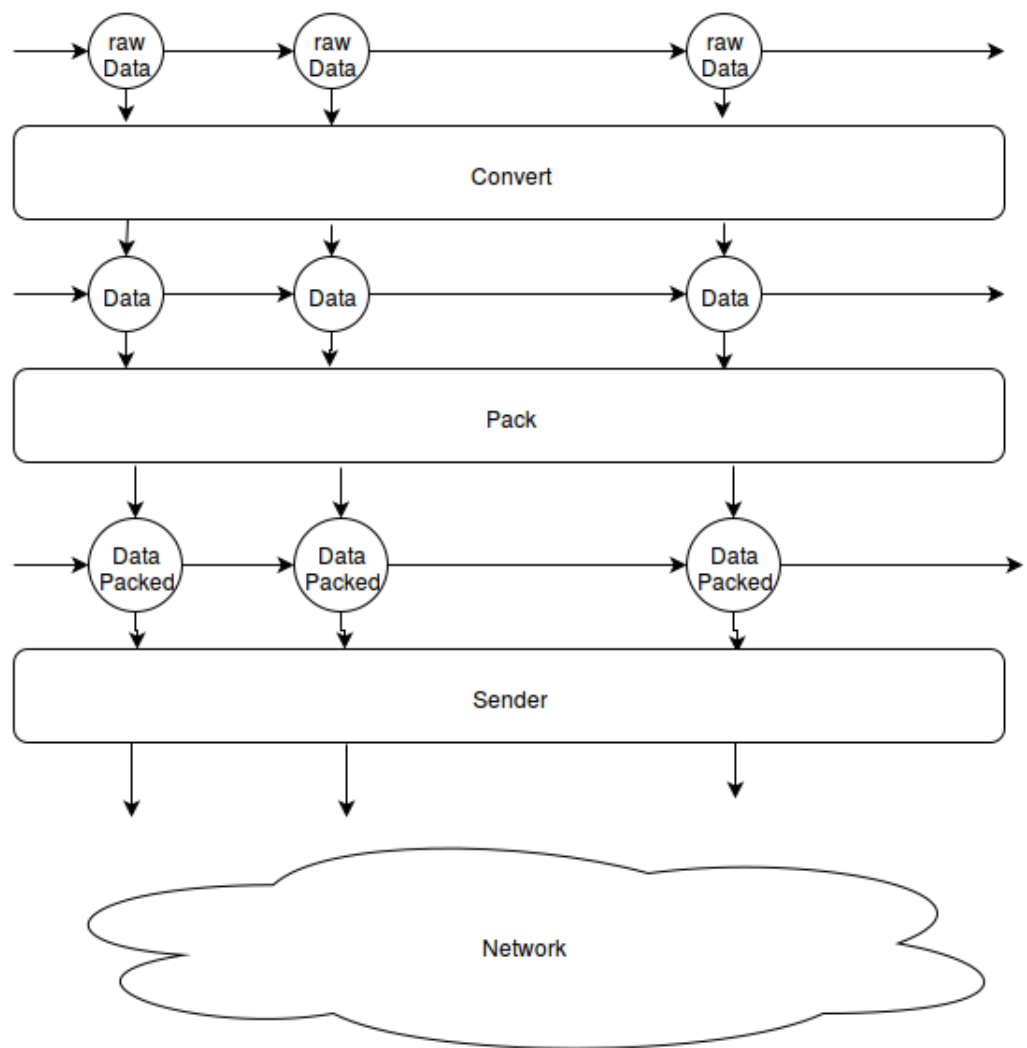 raw
Data
raw
Data
raw
Data
Convert
Data
Data
Data
Pack
Data
Packed
Data
Packed
Data
Packed
Sender
Network